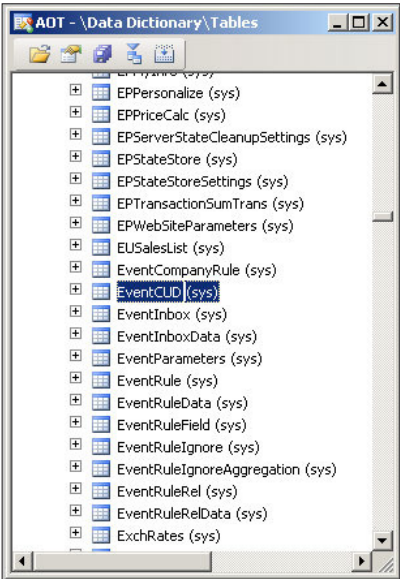 AOT - \Data Dictionary\Tables
EPPersonalize (sys)
EPPriceCalc (sys)
EPServerStateCleanupSettings (sys)
EPStateStore (sys)
EPStateStoreSettings (sys)
EPTransactionSumTrans (sys)
EPWebSiteParameters (sys)
EUSalesList (sys)
EventCompanyRule (sys)
EventCUD (sys)
EventInbox (sys)
EventInboxData (sys)
EventParameters (sys)
EventRule (sys)
EventRuleData (sys)
EventRuleField (sys)
EventRuleIgnore (sys)
EventRuleIgnoreAggregation (sys)
EventRuleRel (sys)
EventRuleRelData (sys)
ExchRates (sys)